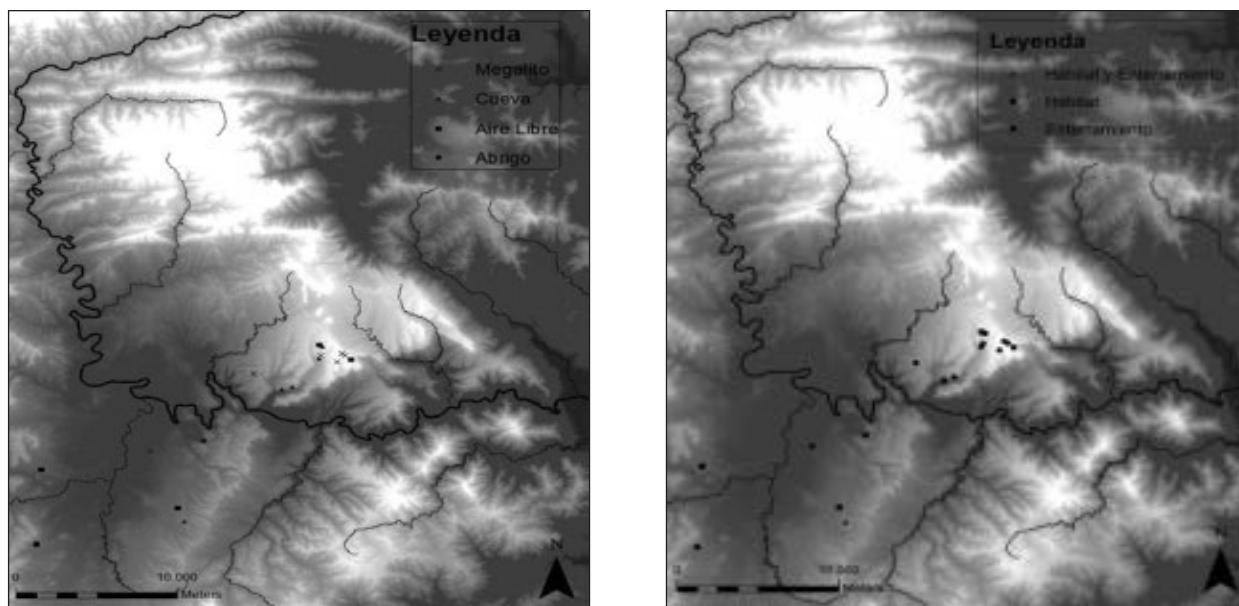 Leyenda
Megalito
Cueva
Aire Libre
Abrigo
N
0 10.000
Meters
Leyenda
Habitat y Enterramiento
Habitat
Enterramiento
N
0 10.000
Meters